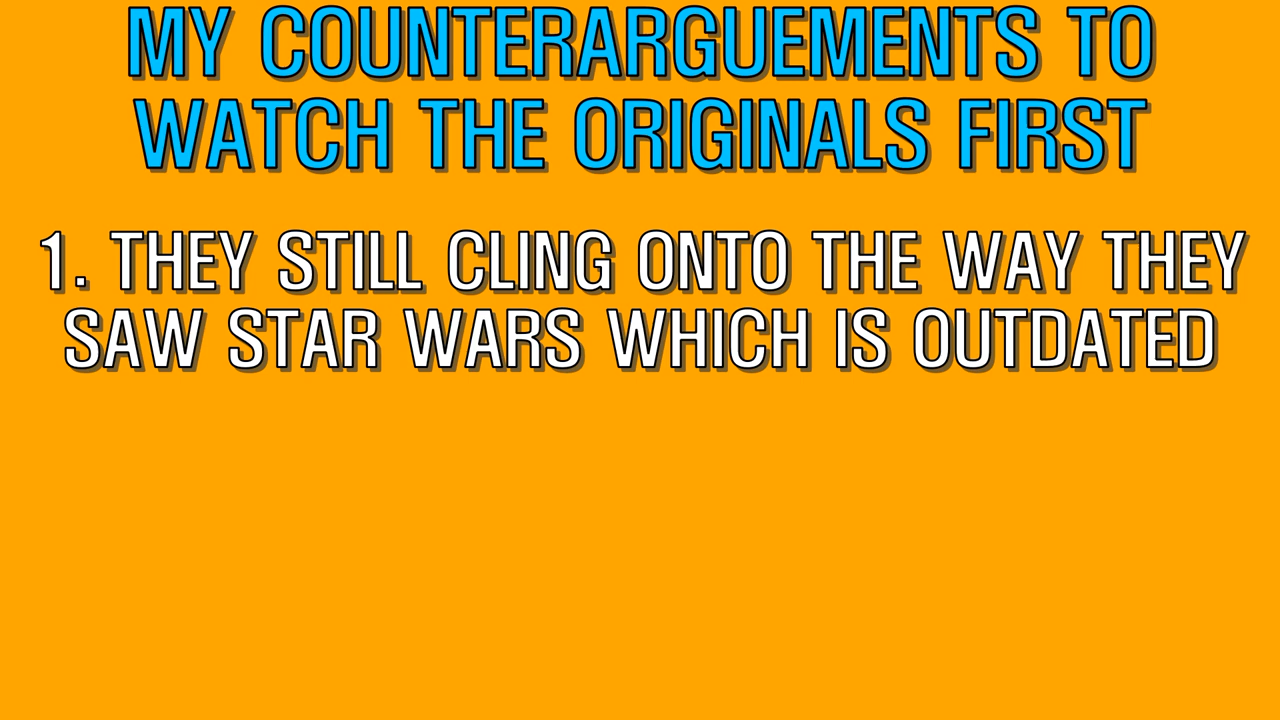 MY COUNTERARGUEMENTS TO
WATCH THE ORIGINALS FIRST
1. THEY STILL CLING ONTO THE WAY THEY
SAW STAR WARS WHICH IS OUTDATED